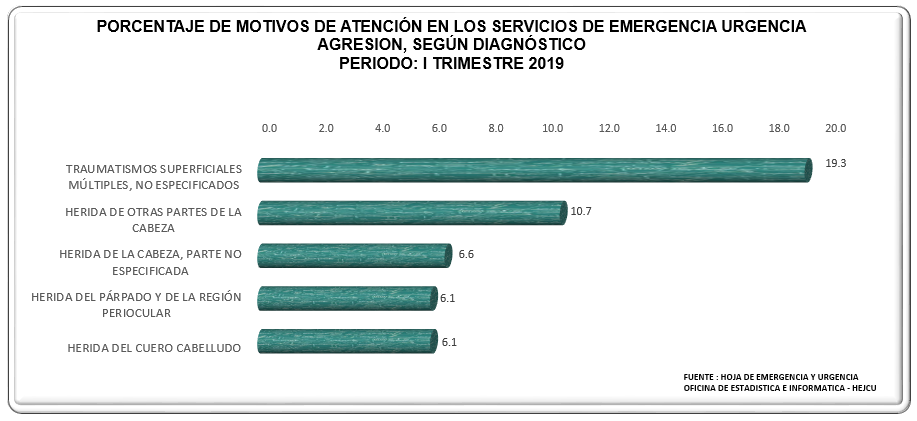 PORCENTAJE DE MOTIVOS DE ATENCIÓN EN LOS SERVICIOS DE EMERGENCIA URGENCIA
AGRESION, SEGÚN DIAGNÓSTICO
PERIODO: I TRIMESTRE 2019
0.0 2.0 4.0 6.0 8.0 10.0 12.0 14.0 16.0 18.0 20.0
TRAUMATISMOS SUPERFICIALES
MÚLTIPLES, NO ESPECIFICADOS
19.3
HERIDA DE OTRAS PARTES DE LA
CABEZA
10.7
HERIDA DE LA CABEZA, PARTE NO
ESPECIFICADA
6.6
HERIDA DEL PÁRPADO Y DE LA REGIÓN
PERIOCULAR
6.1
HERIDA DEL CUERO CABELLUDO
6.1
FUENTE : HOJA DE EMERGENCIA Y URGENCIA
OFICINA DE ESTADISTICA E INFORMATICA - HEJCU